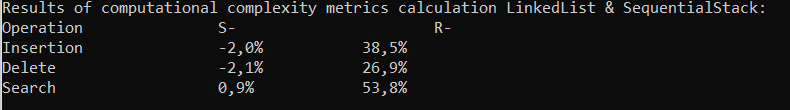 Results of computational complexity metrics calculation LinkedList & SequentialStack:
Operation S- R-
Insertion -2,0% 38,5%
Delete -2,1% 26,9%
Search 0,9% 53,8%